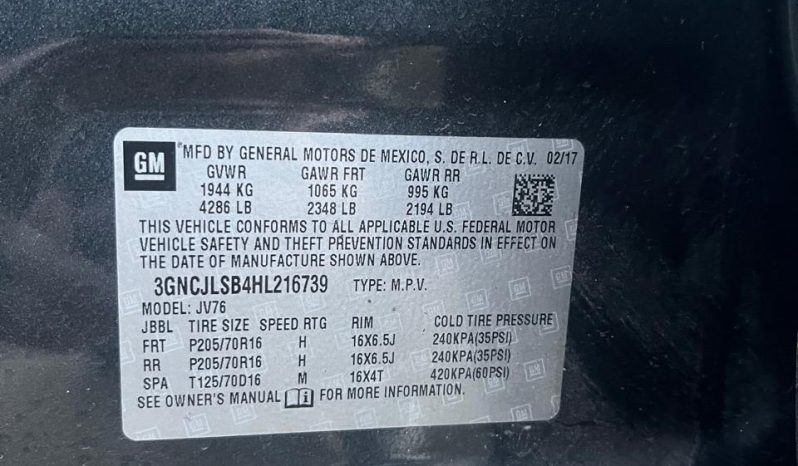 GM
*MFD BY GENERAL MOTORS DE MEXICO, S. DE R.L. DE C.V. 02/17
GVWR GAWR FRT GAWR RR
1944 KG 1065 KG 995 KG
4286 LB 2348 LB 2194 LB
THIS VEHICLE CONFORMS TO ALL APPLICABLE U.S. FEDERAL MOTOR
VEHICLE SAFETY AND THEFT PREVENTION STANDARDS IN EFFECT ON
THE DATE OF MANUFACTURE SHOWN ABOVE.
3GNCJLSB4HL216739 TYPE: M.P.V.
MODEL: JV76
JBBL TIRE SIZE SPEED RTG RIM COLD TIRE PRESSURE
FRT P205/70R16 H 16X6.5J 240KPA(35PSI)
RR P205/70R16 H 16X6.5J 240KPA(35PSI)
SPA T125/70D16 M 16X4T 420KPA(60PSI)
SEE OWNER'S MANUAL FOR MORE INFORMATION.